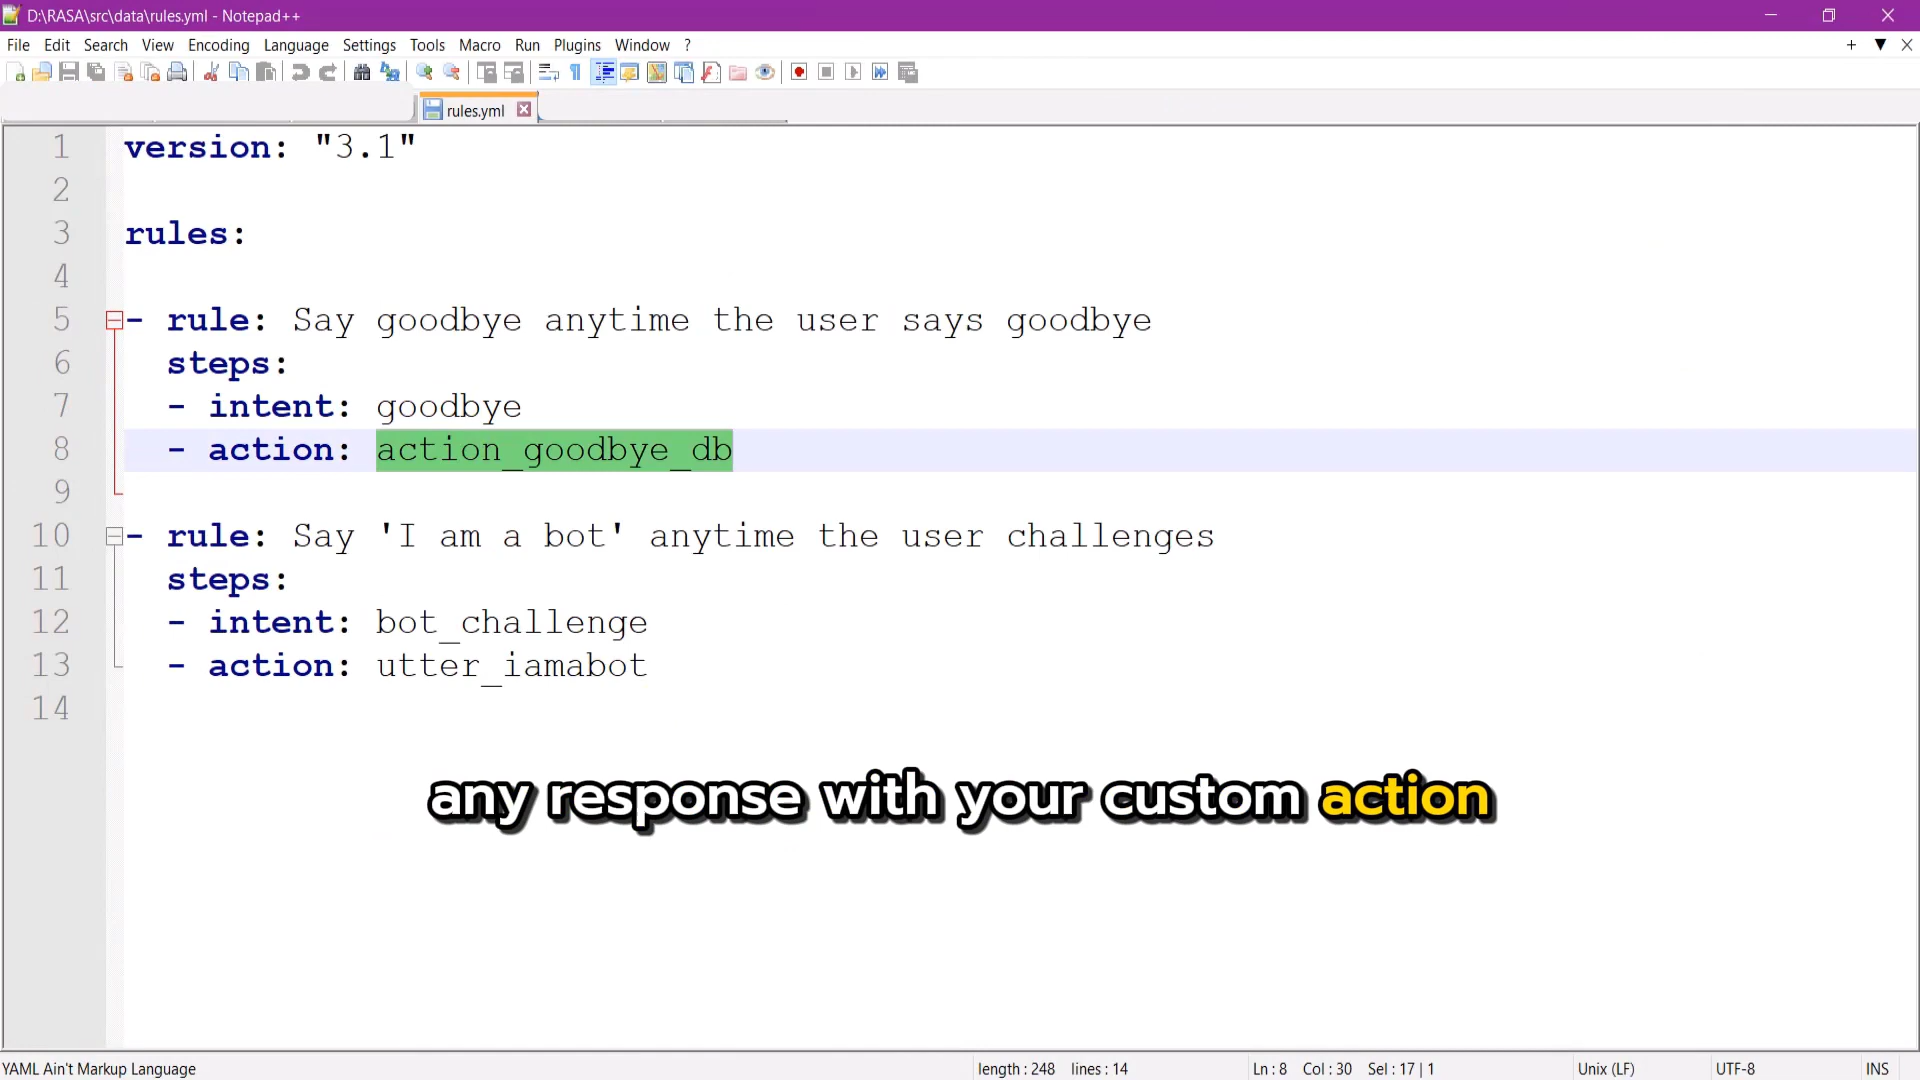 D:\RASA\src\data\rules.yml - Notepad++
File Edit Search View Encoding Language Settings Tools Macro Run Plugins Window ?
rules.yml
1 version: "3.1"
2
3 rules:
4
5 - rule: Say goodbye anytime the user says goodbye
6 steps:
7 - intent: goodbye
8 - action: action_goodbye_db
9
10 - rule: Say 'I am a bot' anytime the user challenges
11 steps:
12 - intent: bot_challenge
13 - action: utter_iamabot
14
any response with your custom action
YAML Ain't Markup Language length : 248 lines : 14 Ln : 8 Col : 30 Sel : 17 | 1 Unix (LF) UTF-8 INS